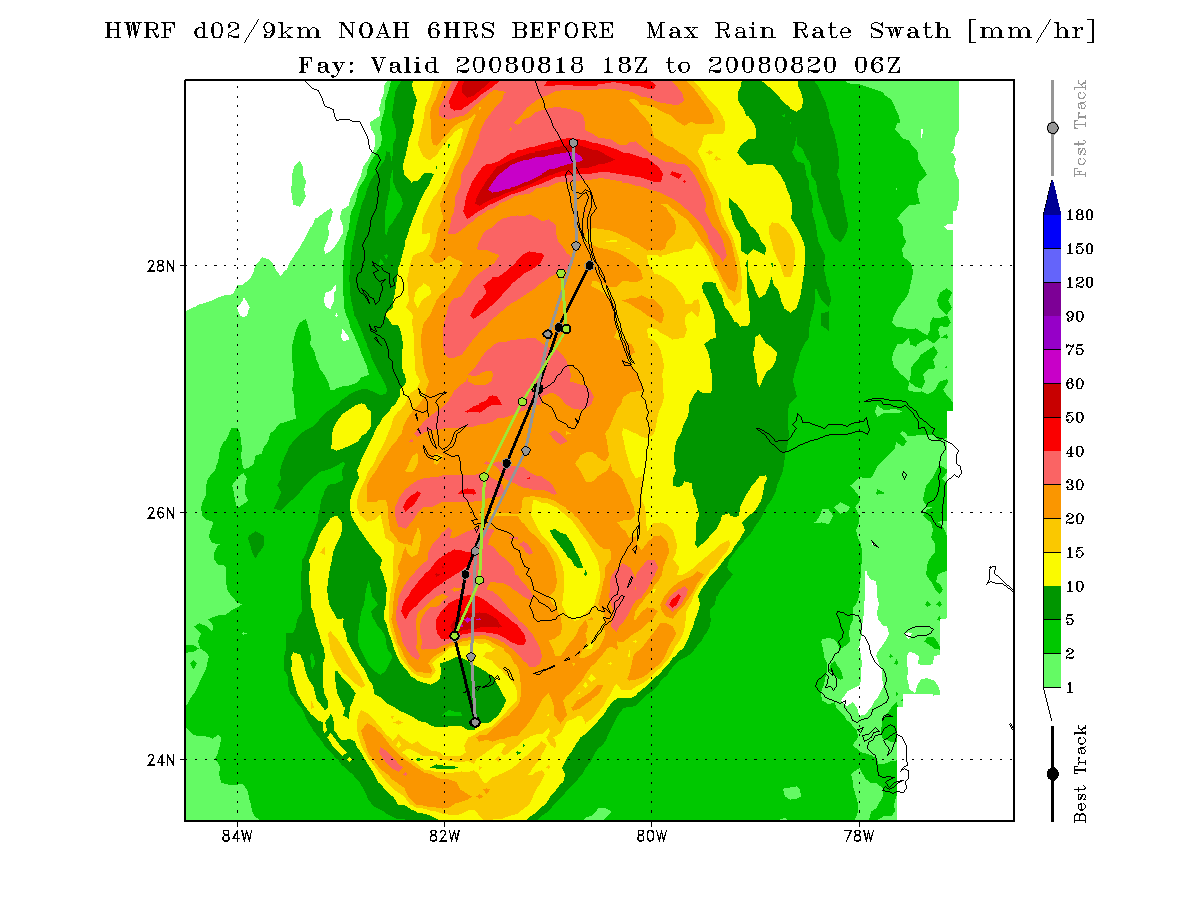 HWRF d02/9km NOAH 6HRS BEFORE  Max Rain Rate Swath [mm/hr]
Fay: Valid 20080818 18Z to 20080820 06Z
Fcst Track
180
150
120
90
75
60
50
40
30
20
15
10
5
2
1
Best Track
28N
26N
24N
84W
82W
80W
78W